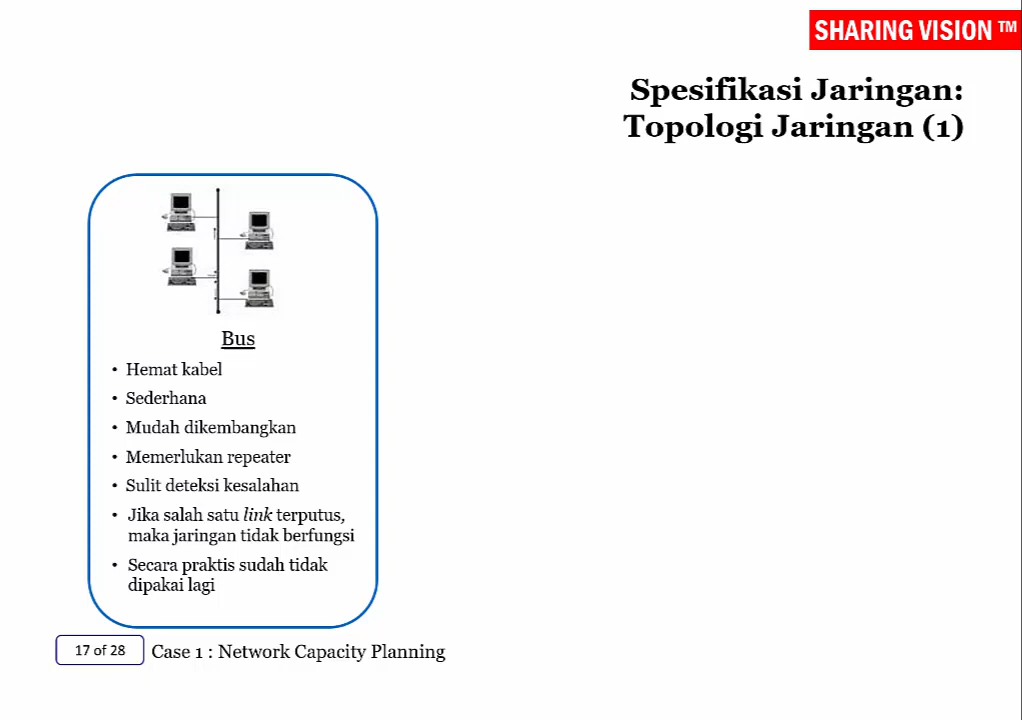 SHARING VISION ™
Spesifikasi Jaringan:
Topologi Jaringan (1)
Bus
• Hemat kabel
• Sederhana
• Mudah dikembangkan
• Memerlukan repeater
• Sulit deteksi kesalahan
• Jika salah satu link terputus,
maka jaringan tidak berfungsi
• Secara praktis sudah tidak
dipakai lagi
17 of 28
Case 1 : Network Capacity Planning